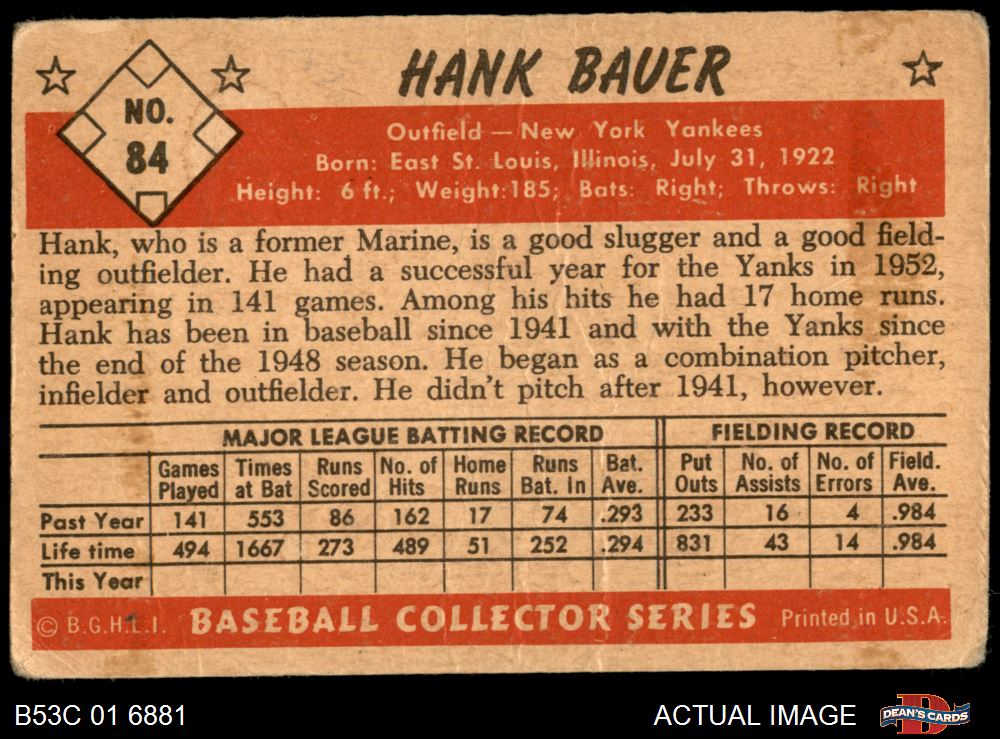 HANK BAUER
NO.
84
Outfield — New York Yankees
Born: East St. Louis, Illinois, July 31, 1922
Height: 6 ft.; Weight: 185; Bats: Right; Throws: Right
Hank, who is a former Marine, is a good slugger and a good field-
ing outfielder. He had a successful year for the Yanks in 1952,
appearing in 141 games. Among his hits he had 17 home runs.
Hank has been in baseball since 1941 and with the Yanks since
the end of the 1948 season. He began as a combination pitcher,
infielder and outfielder. He didn't pitch after 1941, however.
MAJOR LEAGUE BATTING RECORD FIELDING RECORD
Games Times Runs No. of Home Runs Bat. Put No. of No. of Field.
Played at Bat Scored Hits Runs Bat. In Ave. Outs Assists Errors Ave.
Past Year 141 553 86 162 17 74 .293 233 16 4 .984
Life time 494 1667 273 489 51 252 .294 831 43 14 .984
This Year
© B.G.H.L.I. BASEBALL COLLECTOR SERIES Printed in U.S.A.
B53C 01 6881 ACTUAL IMAGE DEAN'S CARDS